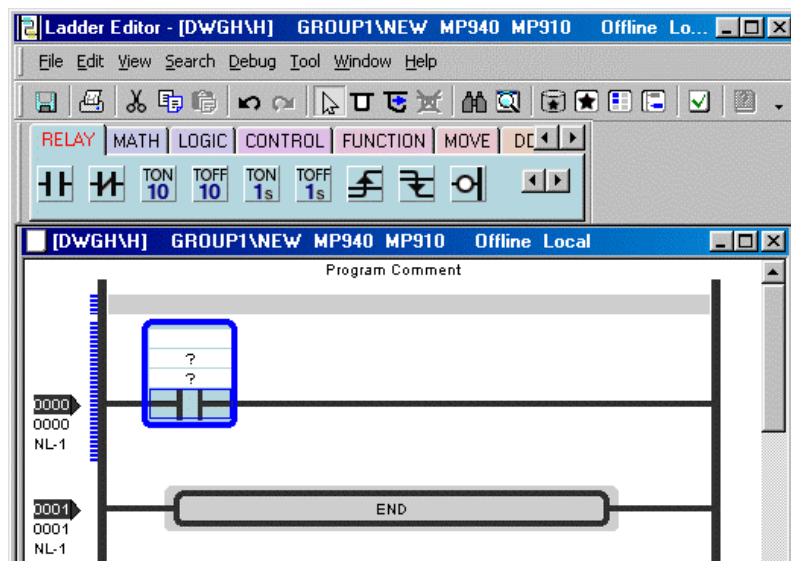 Ladder Editor - [DWGH\H] GROUP1\NEW MP940 MP910 Offline Lo...
File Edit View Search Debug Tool Window Help
RELAY MATH LOGIC CONTROL FUNCTION MOVE
TON 10 TOFF 10 TON 1s TOFF 1s
[DWGH\H] GROUP1\NEW MP940 MP910 Offline Local
Program Comment
?
?
0000
0000
NL-1
0001 END
0001
NL-1